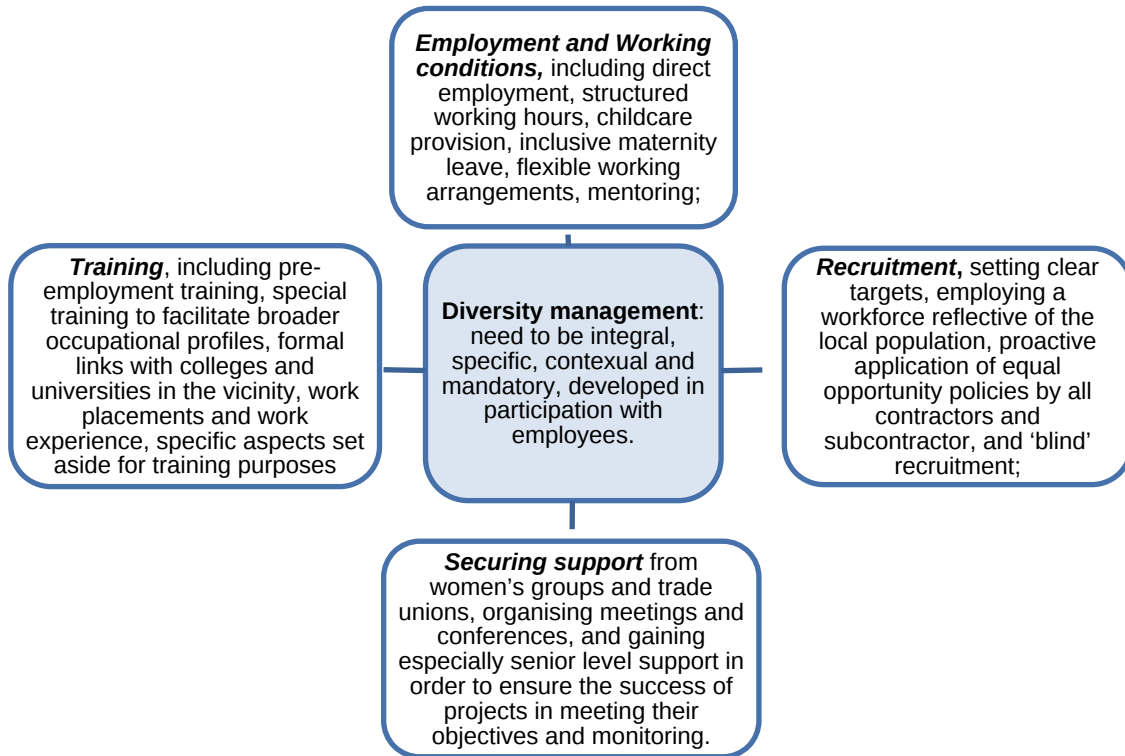 Employment and Working
conditions, including direct
employment, structured
working hours, childcare
provision, inclusive maternity
leave, flexible working
arrangements, mentoring;
Training, including pre-
employment training, special
training to facilitate broader
occupational profiles, formal
links with colleges and
universities in the vicinity, work
placements and work
experience, specific aspects set
aside for training purposes
Diversity management:
need to be integral,
specific, contexual and
mandatory, developed in
participation with
employees.
Recruitment, setting clear
targets, employing a
workforce reflective of the
local population, proactive
application of equal
opportunity policies by all
contractors and
subcontractor, and ‘blind’
recruitment;
Securing support from
women’s groups and trade
unions, organising meetings and
conferences, and gaining
especially senior level support in
order to ensure the success of
projects in meeting their
objectives and monitoring.